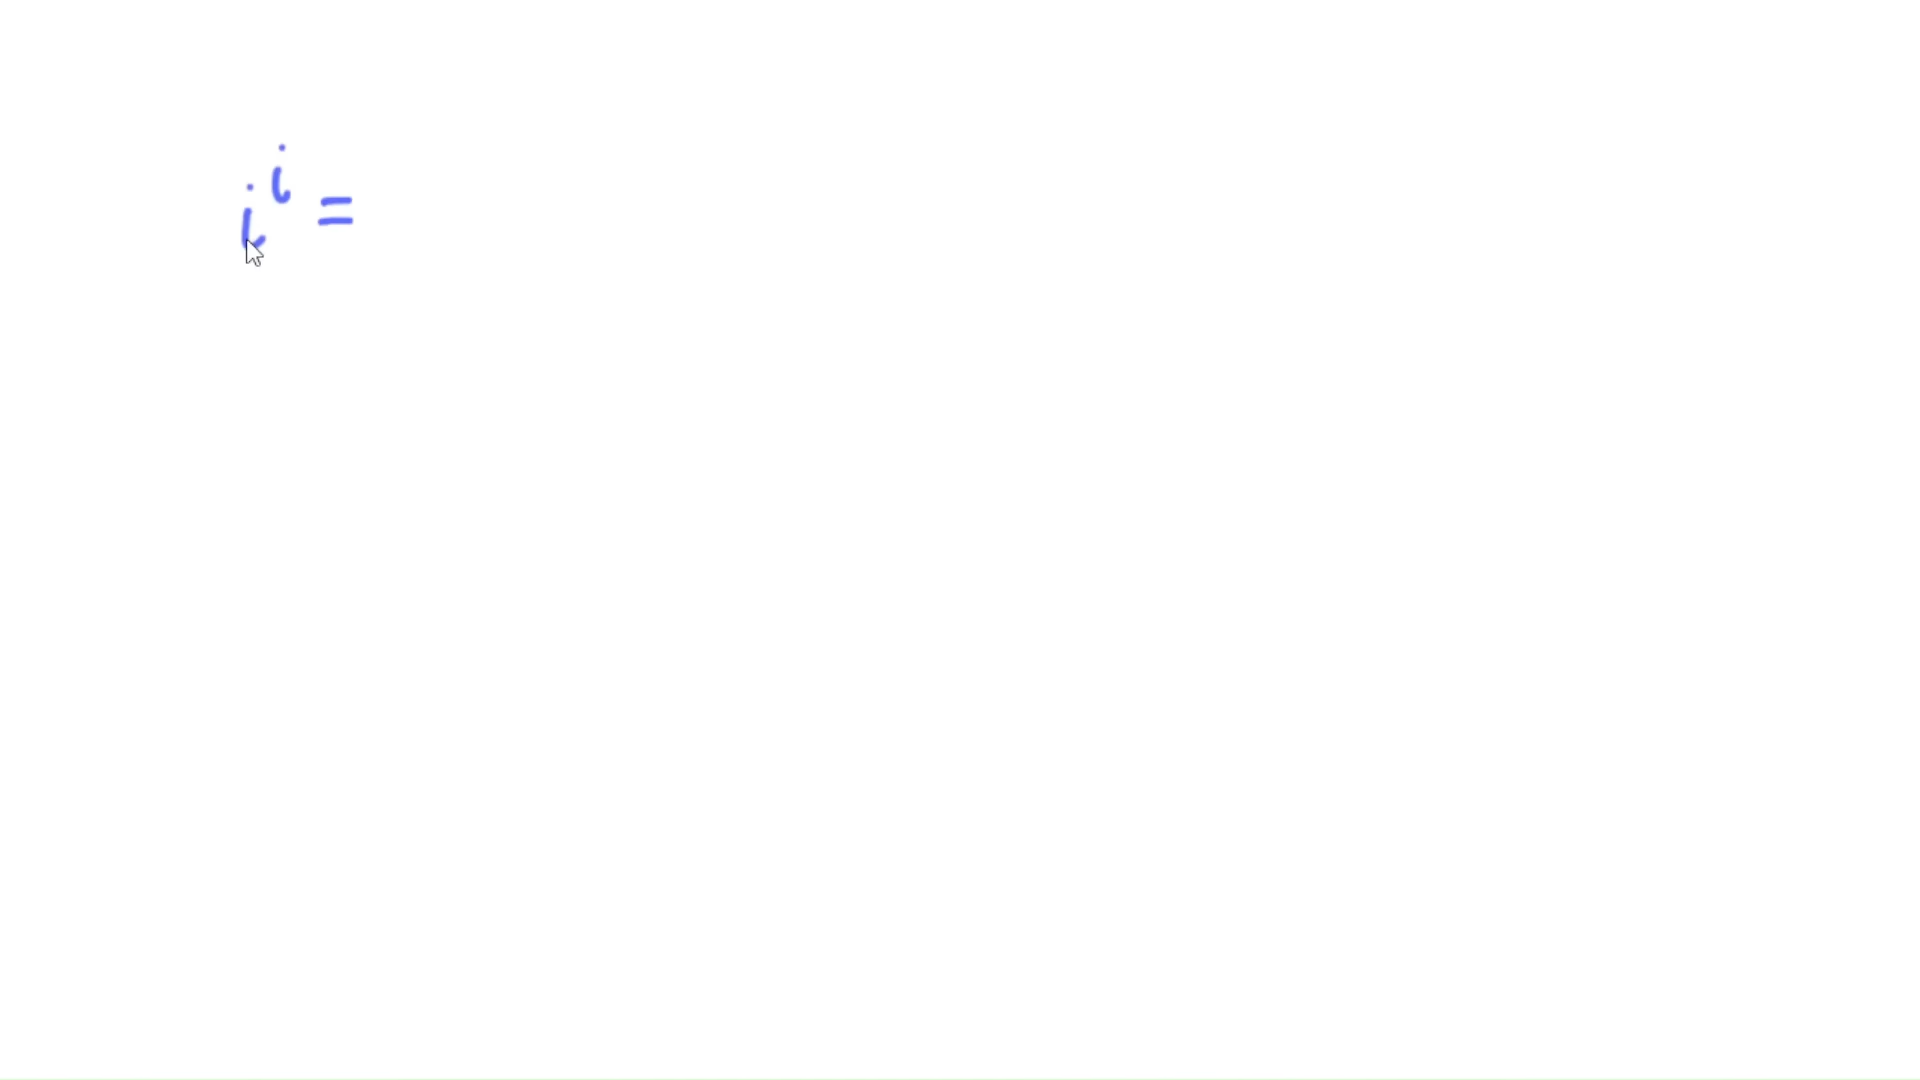 i^i =